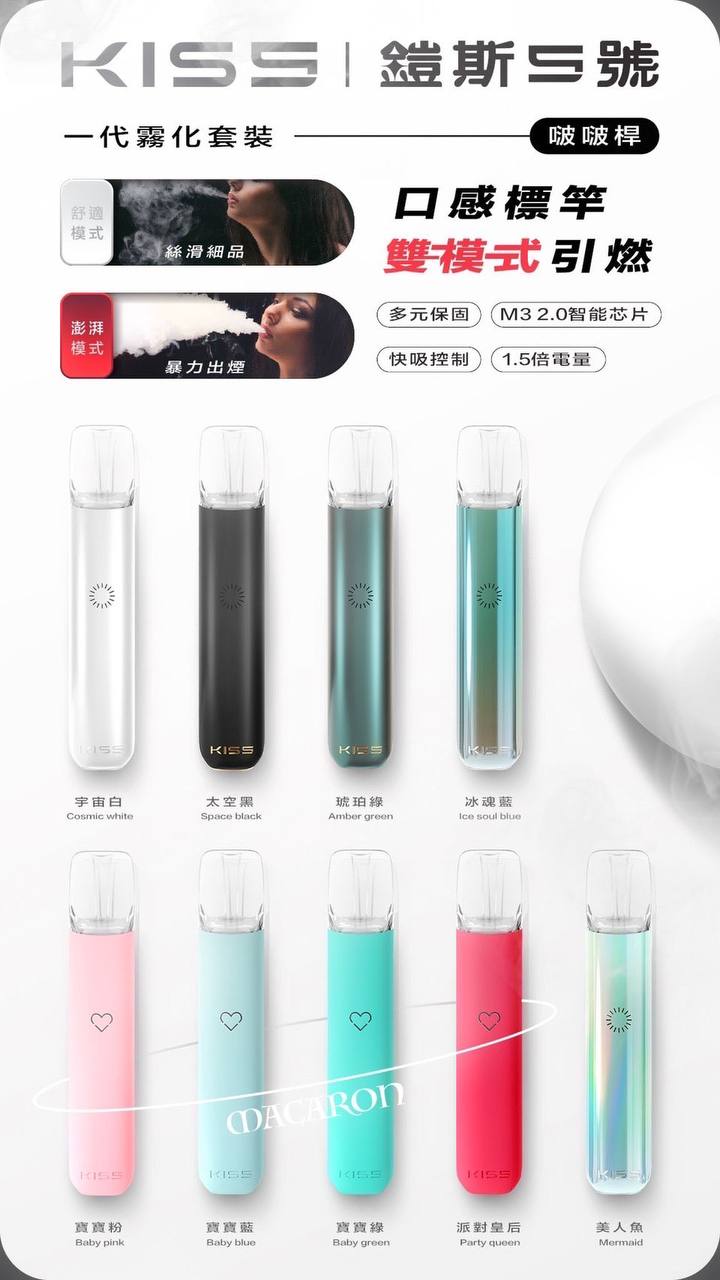 KISS | 鎧斯5號
一代霧化套裝
啵啵桿
舒適
模式
絲滑細品
澎湃
模式
暴力出煙
口感標竿
雙模式引燃
多元保固 M3 2.0智能芯片
快吸控制 1.5倍電量
KISS KISS KISS KISS
宇宙白 太空黑 琥珀綠 冰魂藍
Cosmic white Space black Amber green Ice soul blue
MACARON
KISS KISS KISS KISS KISS
寶寶粉 寶寶藍 寶寶綠 派對皇后 美人魚
Baby pink Baby blue Baby green Party queen Mermaid